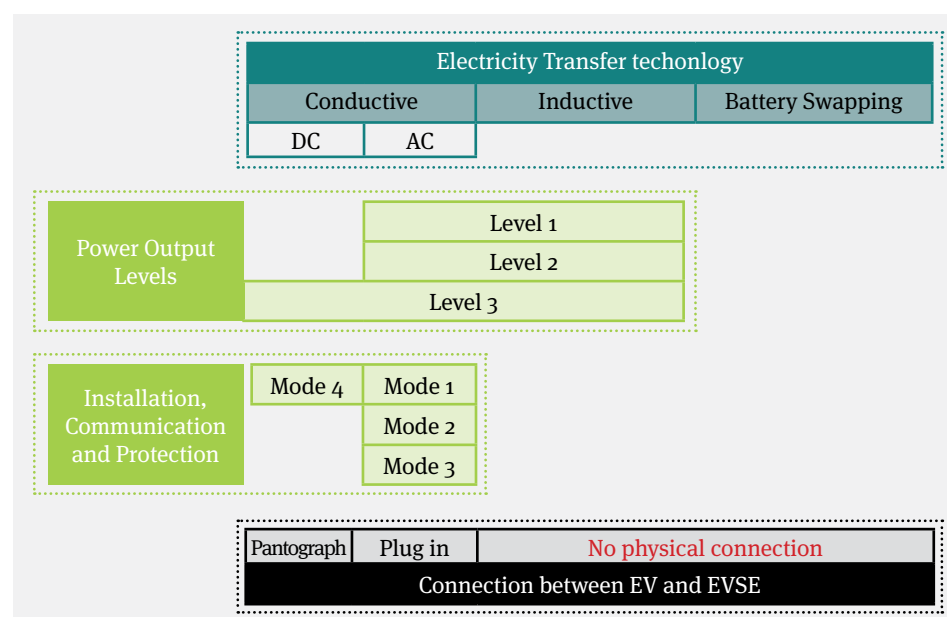 Electricity Transfer techonlogy
Conductive Inductive Battery Swapping
DC AC
Power Output
Levels
Level 1
Level 2
Level 3
Installation,
Communication
and Protection
Mode 4 Mode 1
Mode 2
Mode 3
Pantograph Plug in No physical connection
Connection between EV and EVSE